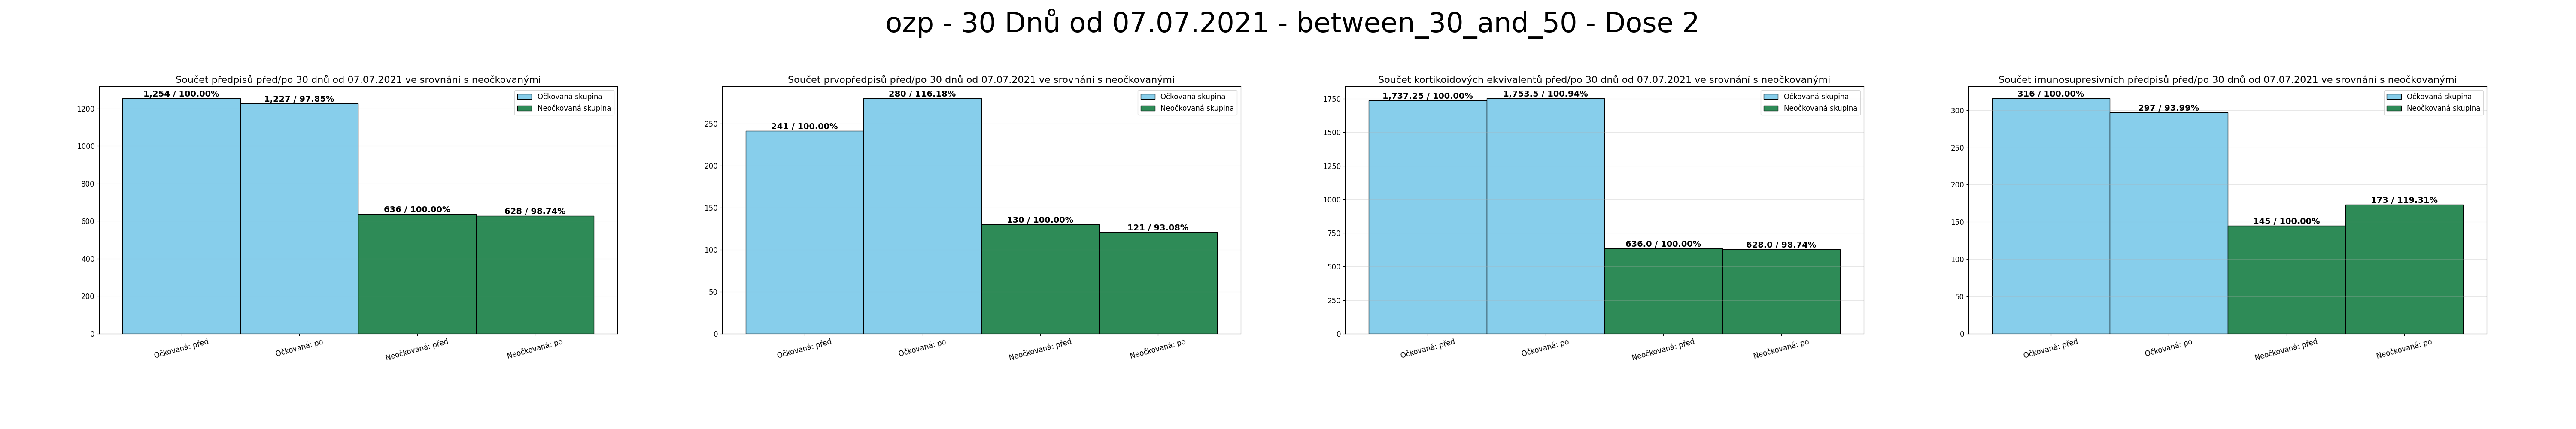 ozp - 30 Dnů od 07.07.2021 - between_30_and_50 - Dose 2
Součet předpisů před/po 30 dnů od 07.07.2021 ve srovnání s neočkovanými
1,254 / 100.00%
1,227 / 97.85%
636 / 100.00%
628 / 98.74%
Očkovaná skupina
Neočkovaná skupina
1200
1000
800
600
400
200
0
Očkovaná: před
Očkovaná: po
Neočkovaná: před
Neočkovaná: po
Součet prvopředpisů před/po 30 dnů od 07.07.2021 ve srovnání s neočkovanými
241 / 100.00%
280 / 116.18%
130 / 100.00%
121 / 93.08%
Očkovaná skupina
Neočkovaná skupina
250
200
150
100
50
0
Očkovaná: před
Očkovaná: po
Neočkovaná: před
Neočkovaná: po
Součet kortikoidových ekvivalentů před/po 30 dnů od 07.07.2021 ve srovnání s neočkovanými
1,737.25 / 100.00%
1,753.5 / 100.94%
636.0 / 100.00%
628.0 / 98.74%
Očkovaná skupina
Neočkovaná skupina
1750
1500
1250
1000
750
500
250
0
Očkovaná: před
Očkovaná: po
Neočkovaná: před
Neočkovaná: po
Součet imunosupresivních předpisů před/po 30 dnů od 07.07.2021 ve srovnání s neočkovanými
316 / 100.00%
297 / 93.99%
145 / 100.00%
173 / 119.31%
Očkovaná skupina
Neočkovaná skupina
300
250
200
150
100
50
0
Očkovaná: před
Očkovaná: po
Neočkovaná: před
Neočkovaná: po